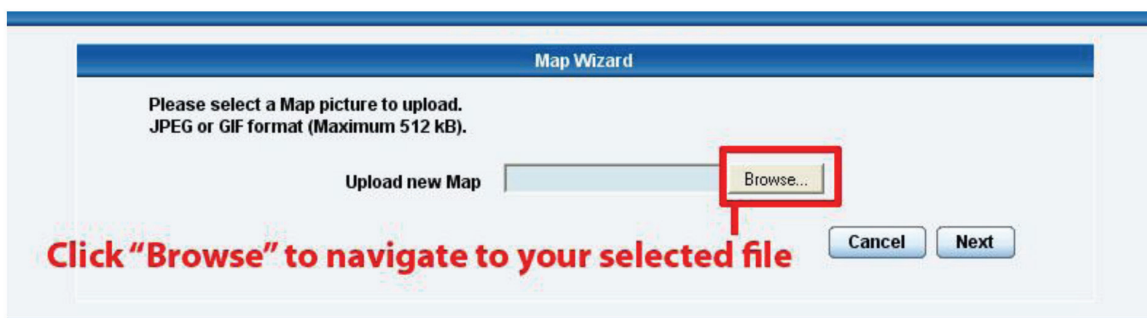 Map Wizard
Please select a Map picture to upload.
JPEG or GIF format (Maximum 512 kB).
Upload new Map Browse...
Click “Browse” to navigate to your selected file
Cancel Next